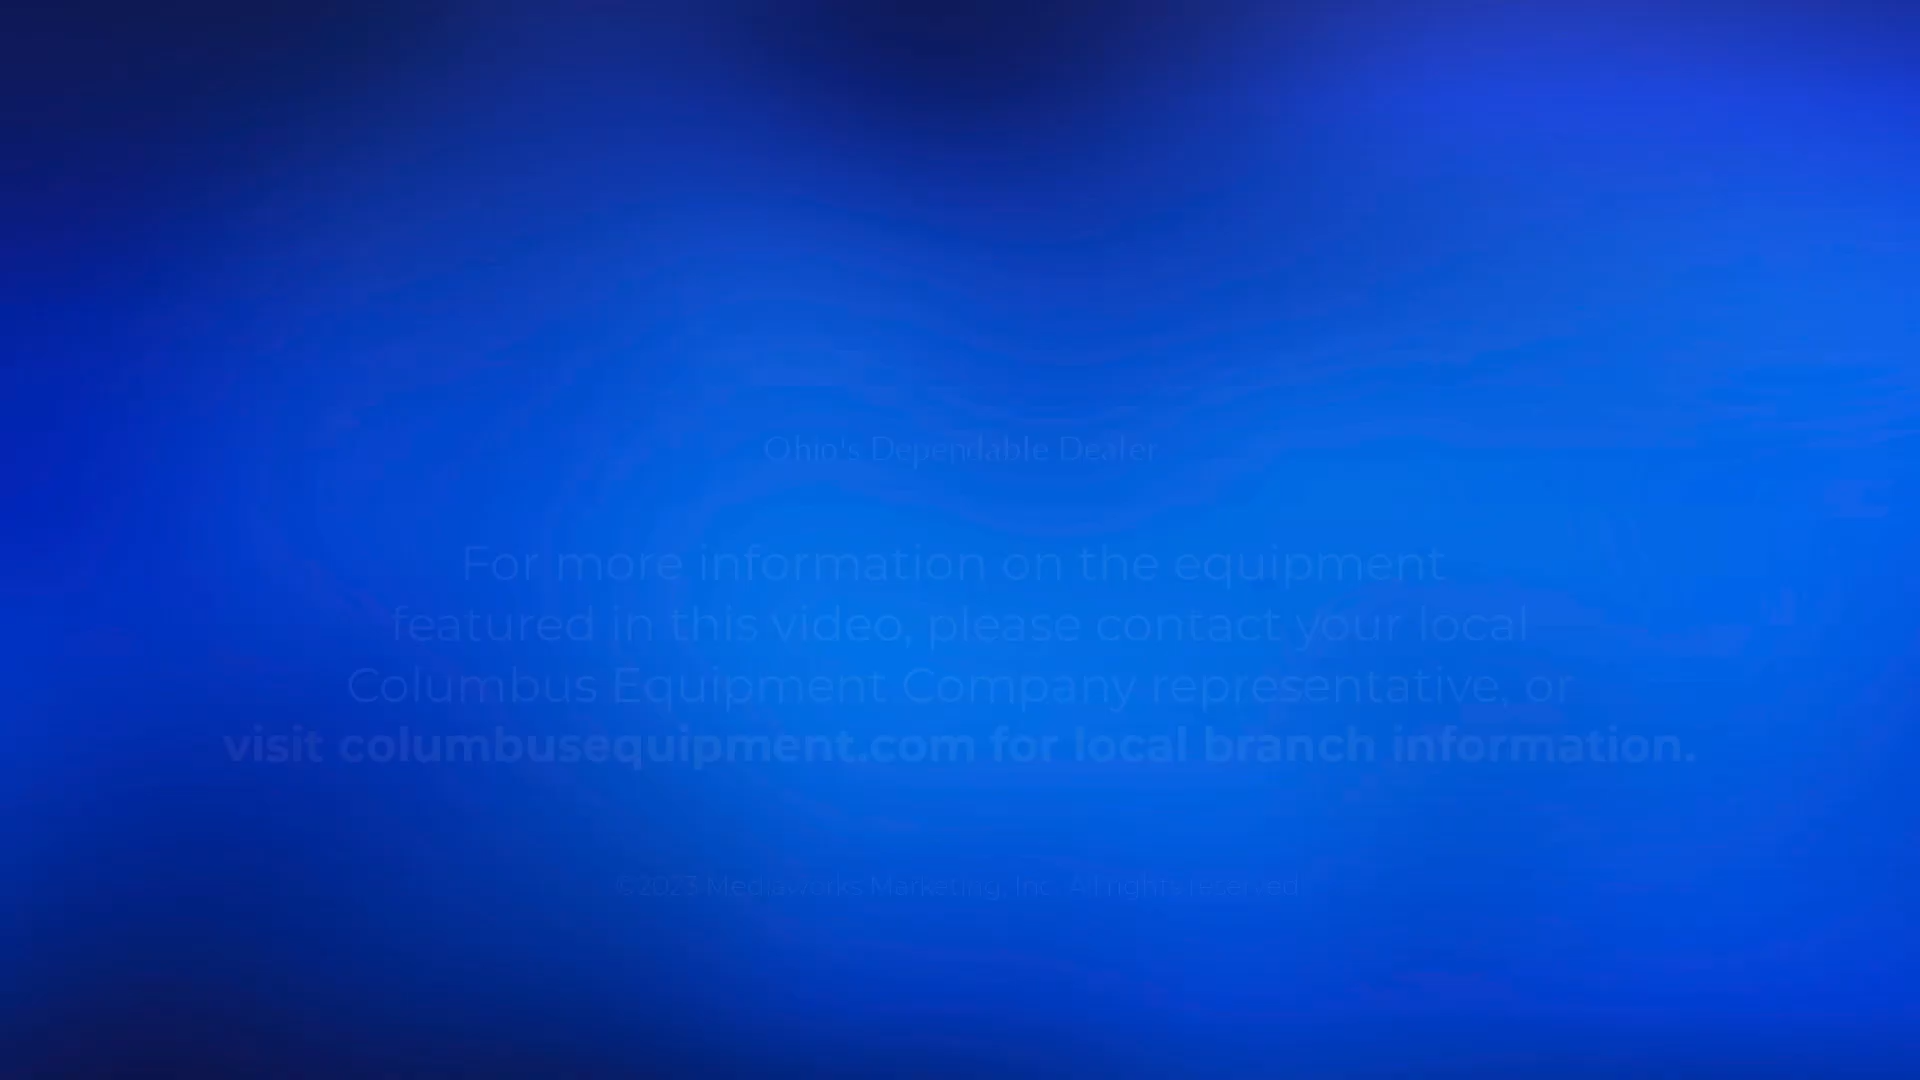 Ohio's Dependable Dealer
For more information on the equipment
featured in this video, please contact your local
Columbus Equipment Company representative, or
visit columbusequipment.com for local branch information.
©2023 Mediaworks Marketing, Inc. All rights reserved